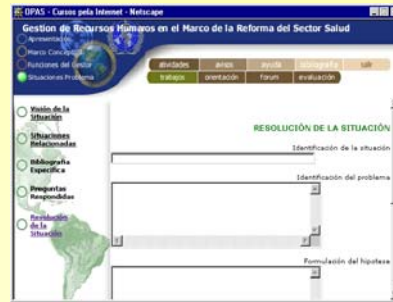 OPAS - Cursos pela Internet - Netscape
Gestion de Recursos Humanos en el Marco de la Reforma del Sector Salud
Apresentación
Marco Conceptual
Funciones del Gestor
Situaciones Problema
atividades avisos ayuda bibliografia salir
trabajos orientación forum evaluación
Visión de la
Situación
Situaciones
Relacionadas
Bibliografía
Específica
Preguntas
Respondidas
Resolución
de la
Situación
RESOLUCIÓN DE LA SITUACIÓN
Identificación de la situación
Identificación del problema
Formulación del hipotese